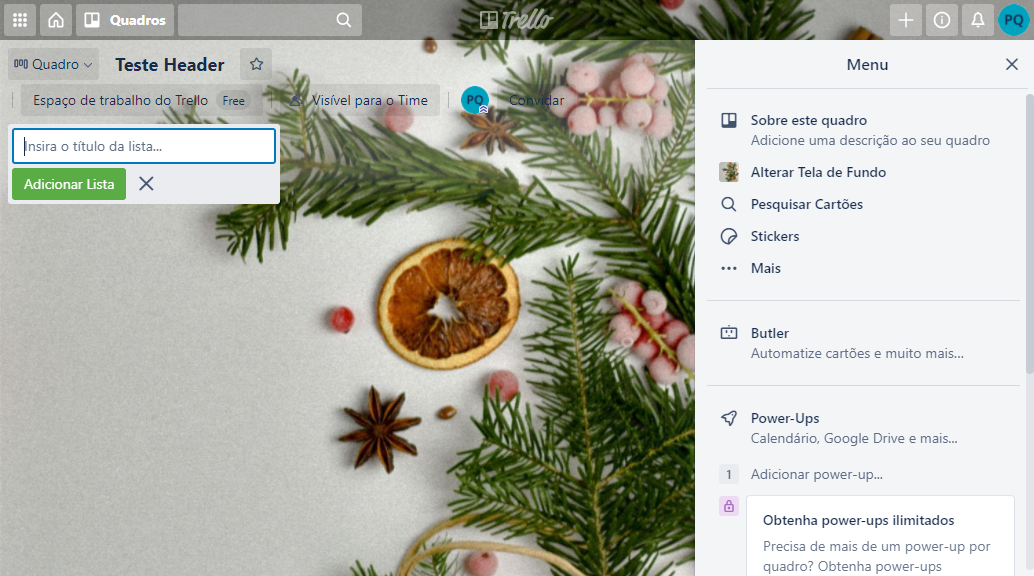 Quadros
Trello
PQ
Quadro
Teste Header
Espaço de trabalho do Trello Free
Visível para o Time
PQ
Convidar
Insira o título da lista...
Adicionar Lista
Menu
Sobre este quadro
Adicione uma descrição ao seu quadro
Alterar Tela de Fundo
Pesquisar Cartões
Stickers
Mais
Butler
Automatize cartões e muito mais...
Power-Ups
Calendário, Google Drive e mais...
1 Adicionar power-up...
Obtenha power-ups ilimitados
Precisa de mais de um power-up por
quadro? Obtenha power-ups